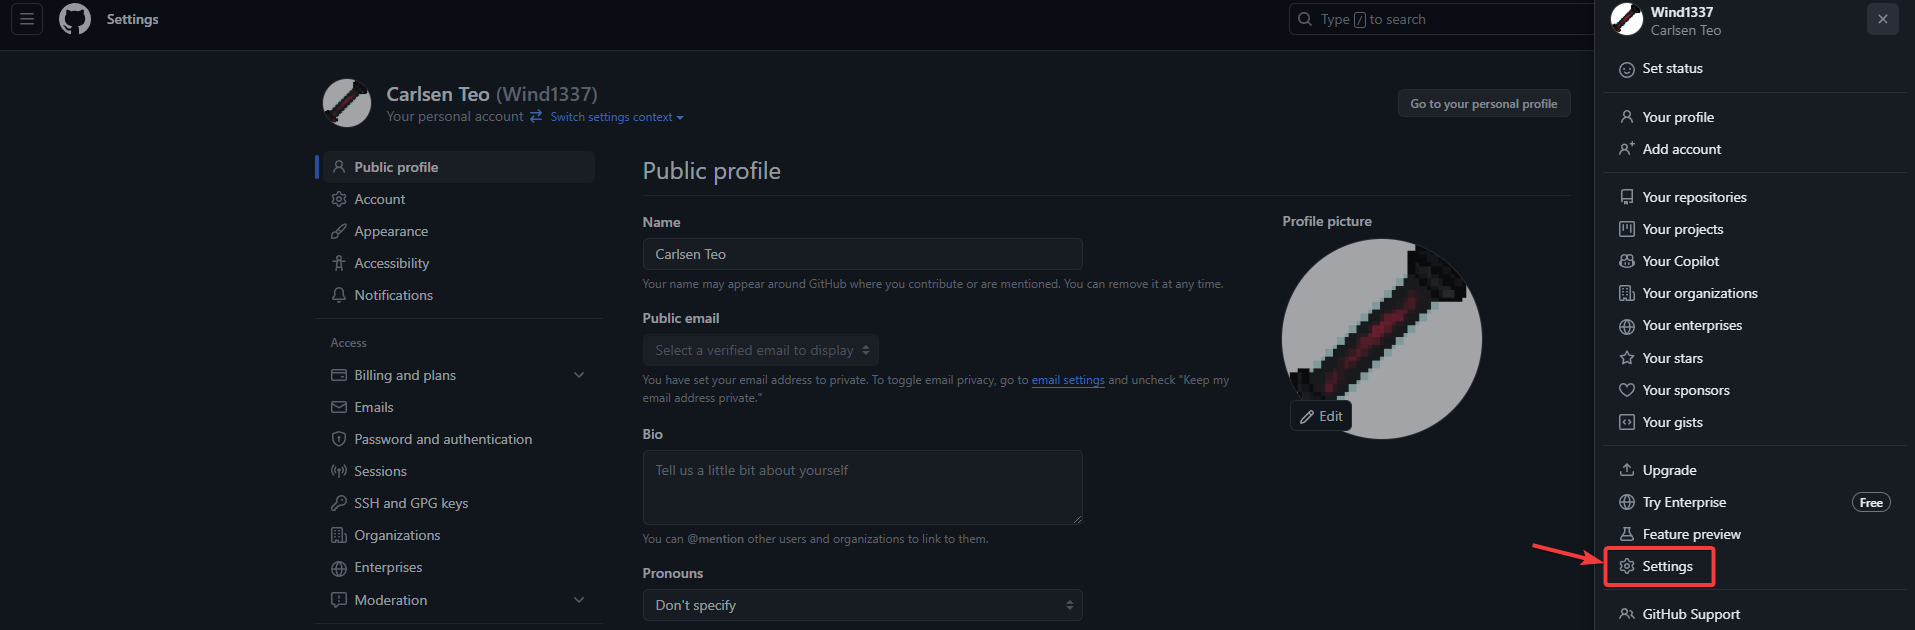 Settings
Type / to search
Carlsen Teo (Wind1337)
Your personal account Switch settings context
Go to your personal profile
Public profile
Account
Appearance
Accessibility
Notifications
Access
Billing and plans
Emails
Password and authentication
Sessions
SSH and GPG keys
Organizations
Enterprises
Moderation
Public profile
Name
Carlsen Teo
Your name may appear around GitHub where you contribute or are mentioned. You can remove it at any time.
Public email
Select a verified email to display
You have set your email address to private. To toggle email privacy, go to email settings and uncheck "Keep my
email address private."
Bio
Tell us a little bit about yourself
You can @mention other users and organizations to link to them.
Pronouns
Don't specify
Profile picture
Edit
Wind1337
Carlsen Teo
Set status
Your profile
Add account
Your repositories
Your projects
Your Copilot
Your organizations
Your enterprises
Your stars
Your sponsors
Your gists
Upgrade
Try Enterprise Free
Feature preview
Settings
GitHub Support